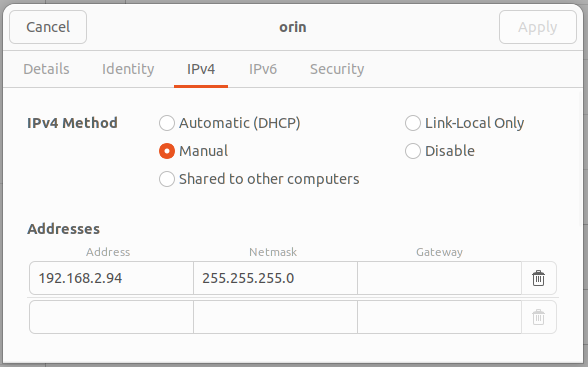 Cancel orin Apply
Details Identity IPv4 IPv6 Security
IPv4 Method Automatic (DHCP) Link-Local Only
Manual Disable
Shared to other computers
Addresses
Address Netmask Gateway
192.168.2.94 255.255.255.0